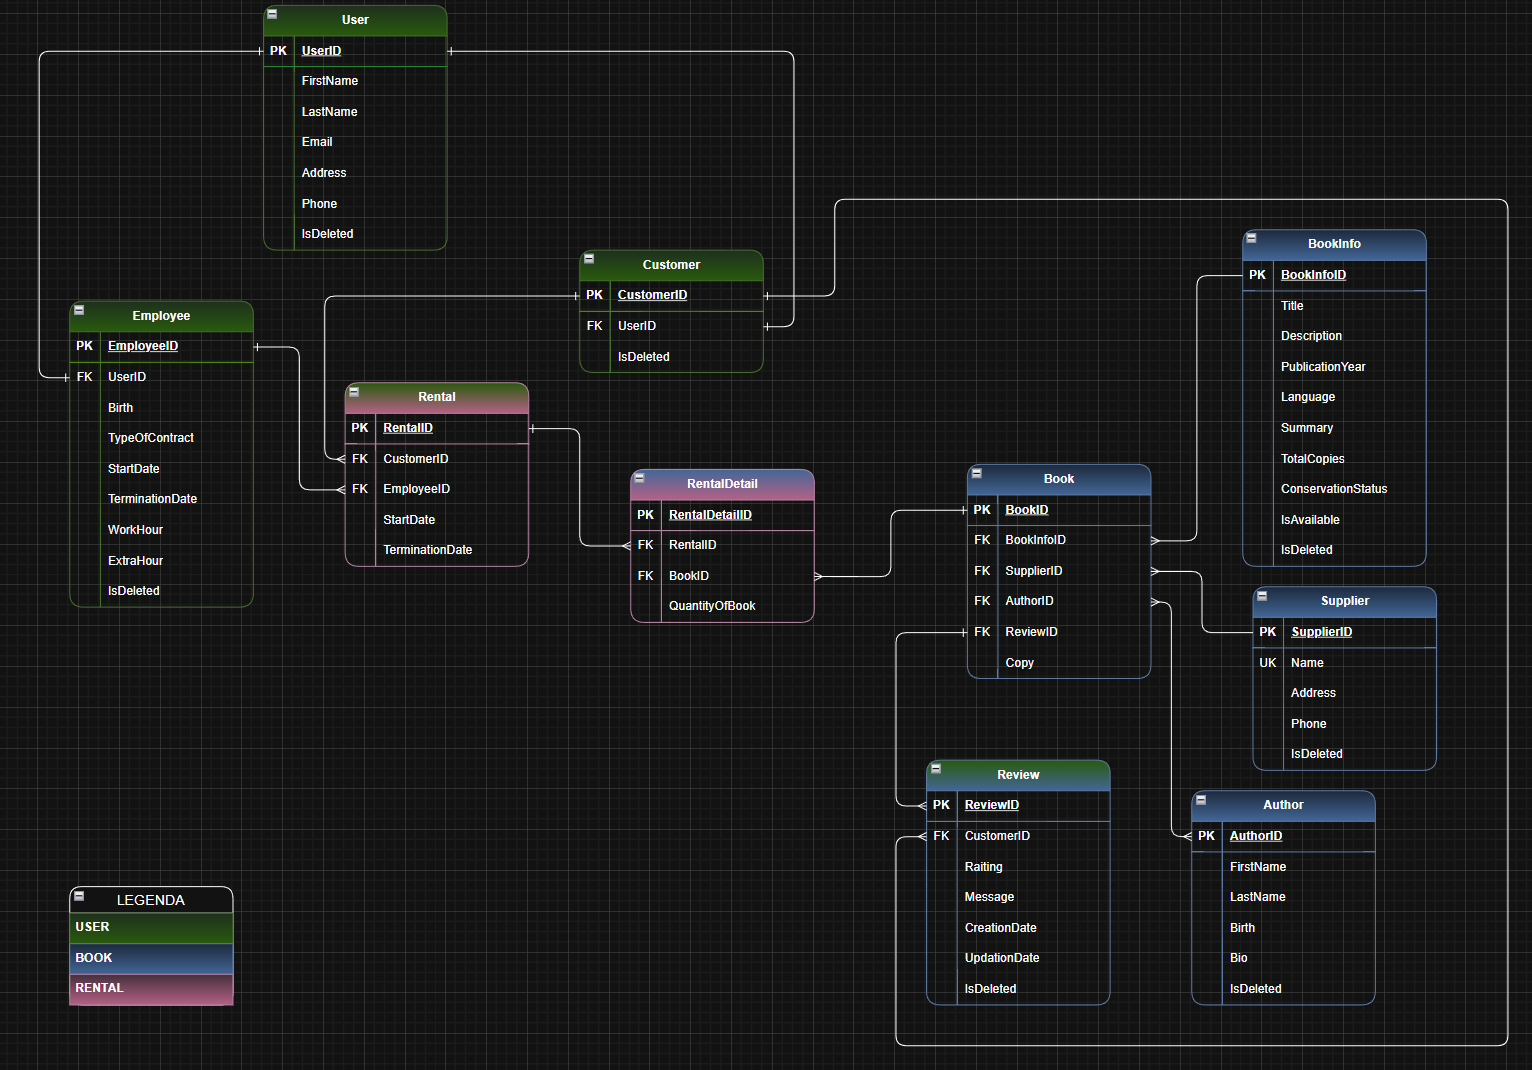 User
PK UserID
FirstName
LastName
Email
Address
Phone
IsDeleted
Customer
PK CustomerID
FK UserID
IsDeleted
Employee
PK EmployeeID
FK UserID
Birth
TypeOfContract
StartDate
TerminationDate
WorkHour
ExtraHour
IsDeleted
Rental
PK RentalID
FK CustomerID
FK EmployeeID
StartDate
TerminationDate
RentalDetail
PK RentalDetailID
FK RentalID
FK BookID
QuantityOfBook
Book
PK BookID
FK BookInfoID
FK SupplierID
FK AuthorID
FK ReviewID
Copy
BookInfo
PK BookInfoID
Title
Description
PublicationYear
Language
Summary
TotalCopies
ConservationStatus
IsAvailable
IsDeleted
Supplier
PK SupplierID
UK Name
Address
Phone
IsDeleted
Review
PK ReviewID
FK CustomerID
Raiting
Message
CreationDate
UpdationDate
IsDeleted
Author
PK AuthorID
FirstName
LastName
Birth
Bio
IsDeleted
LEGENDA
USER
BOOK
RENTAL